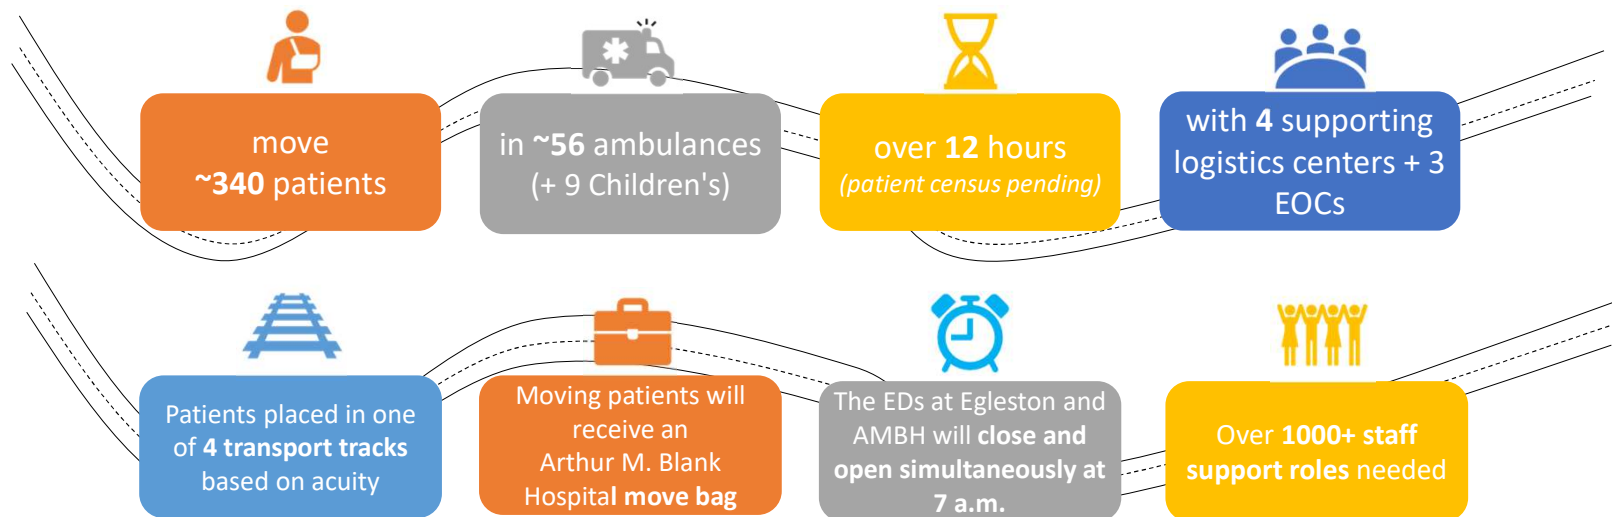 move
~340 patients
in ~56 ambulances
(+ 9 Children's)
over 12 hours
(patient census pending)
with 4 supporting
logistics centers + 3
EOCs
Patients placed in one
of 4 transport tracks
based on acuity
Moving patients will
receive an
Arthur M. Blank
Hospital move bag
The EDs at Egleston and
AMBH will close and
open simultaneously at
7 a.m.
Over 1000+ staff
support roles needed